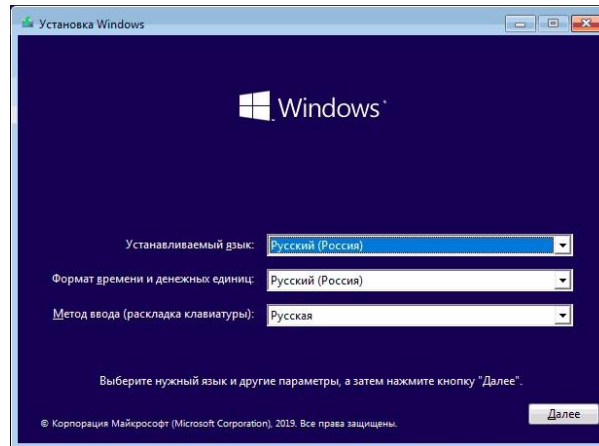 Установка Windows
Windows
Устанавливаемый язык: Русский (Россия)
Формат времени и денежных единиц: Русский (Россия)
Метод ввода (раскладка клавиатуры): Русская
Выберите нужный язык и другие параметры, а затем нажмите кнопку "Далее".
Далее
© Корпорация Майкрософт (Microsoft Corporation), 2019. Все права защищены.